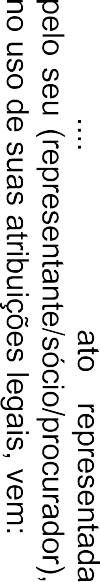 .... ato representada
pelo seu (representante/sócio/procurador),
no uso de suas atribuições legais, vem: